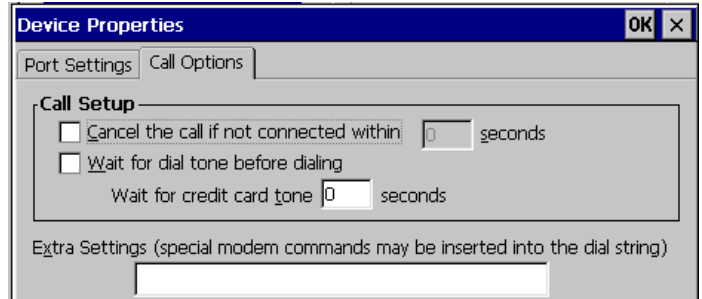 Device Properties OK ×
Port Settings Call Options
Call Setup
Cancel the call if not connected within 0 seconds
Wait for dial tone before dialing
Wait for credit card tone 0 seconds
Extra Settings (special modem commands may be inserted into the dial string)